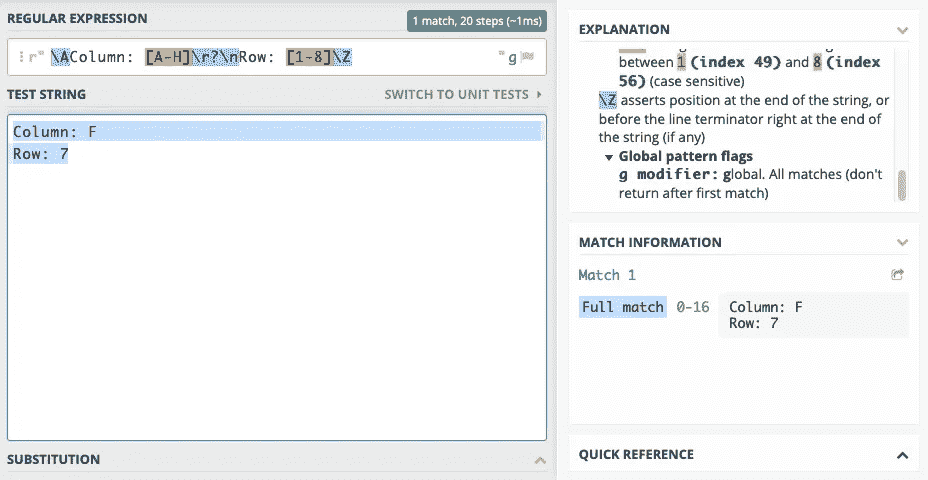 REGULAR EXPRESSION
1 match, 20 steps (~1ms)
r" \AColumn: [A-H]\r?\nRow: [1-8]\Z " g
TEST STRING
SWITCH TO UNIT TESTS
Column: F
Row: 7
SUBSTITUTION
EXPLANATION
between 1 (index 49) and 8 (index
56) (case sensitive)
\Z asserts position at the end of the string, or
before the line terminator right at the end of
the string (if any)
Global pattern flags
g modifier: global. All matches (don't
return after first match)
MATCH INFORMATION
Match 1
Full match 0-16 Column: F
Row: 7
QUICK REFERENCE